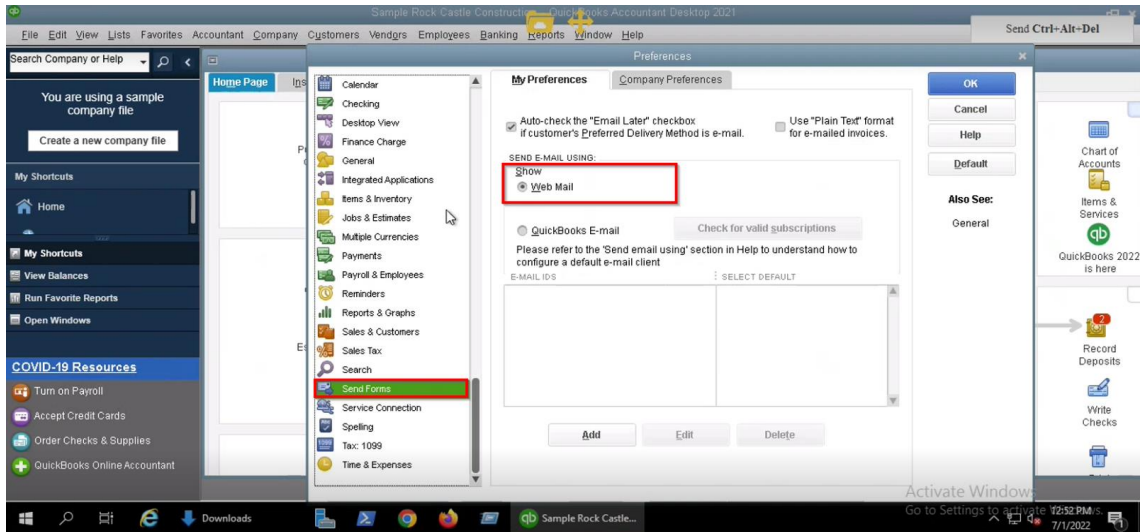 Sample Rock Castle Construction - QuickBooks Accountant Desktop 2021
File Edit View Lists Favorites Accountant Company Customers Vendors Employees Banking Reports Window Help
Send Ctrl+Alt+Del
Search Company or Help
You are using a sample
company file
Create a new company file
My Shortcuts
Home
My Shortcuts
View Balances
Run Favorite Reports
Open Windows
COVID-19 Resources
Turn on Payroll
Accept Credit Cards
Order Checks & Supplies
QuickBooks Online Accountant
Home Page
Ins
Preferences
Calendar
Checking
Desktop View
Finance Charge
General
Integrated Applications
Items & Inventory
Jobs & Estimates
Multiple Currencies
Payments
Payroll & Employees
Reminders
Reports & Graphs
Sales & Customers
Sales Tax
Search
Send Forms
Service Connection
Spelling
Tax: 1099
Time & Expenses
My Preferences
Company Preferences
Auto-check the "Email Later" checkbox
if customer's Preferred Delivery Method is e-mail.
Use "Plain Text" format
for e-mailed invoices.
SEND E-MAIL USING:
Show
Web Mail
QuickBooks E-mail
Check for valid subscriptions
Please refer to the 'Send email using' section in Help to understand how to
configure a default e-mail client
E-MAIL IDS
SELECT DEFAULT
Add
Edit
Delete
OK
Cancel
Help
Default
Also See:
General
Chart of
Accounts
Items &
Services
qb
QuickBooks 2022
is here
2
Record
Deposits
Write
Checks
Activate Windows
Go to Settings to activate Windows.
Downloads
qb
Sample Rock Castle...
12:52 PM
7/1/2022